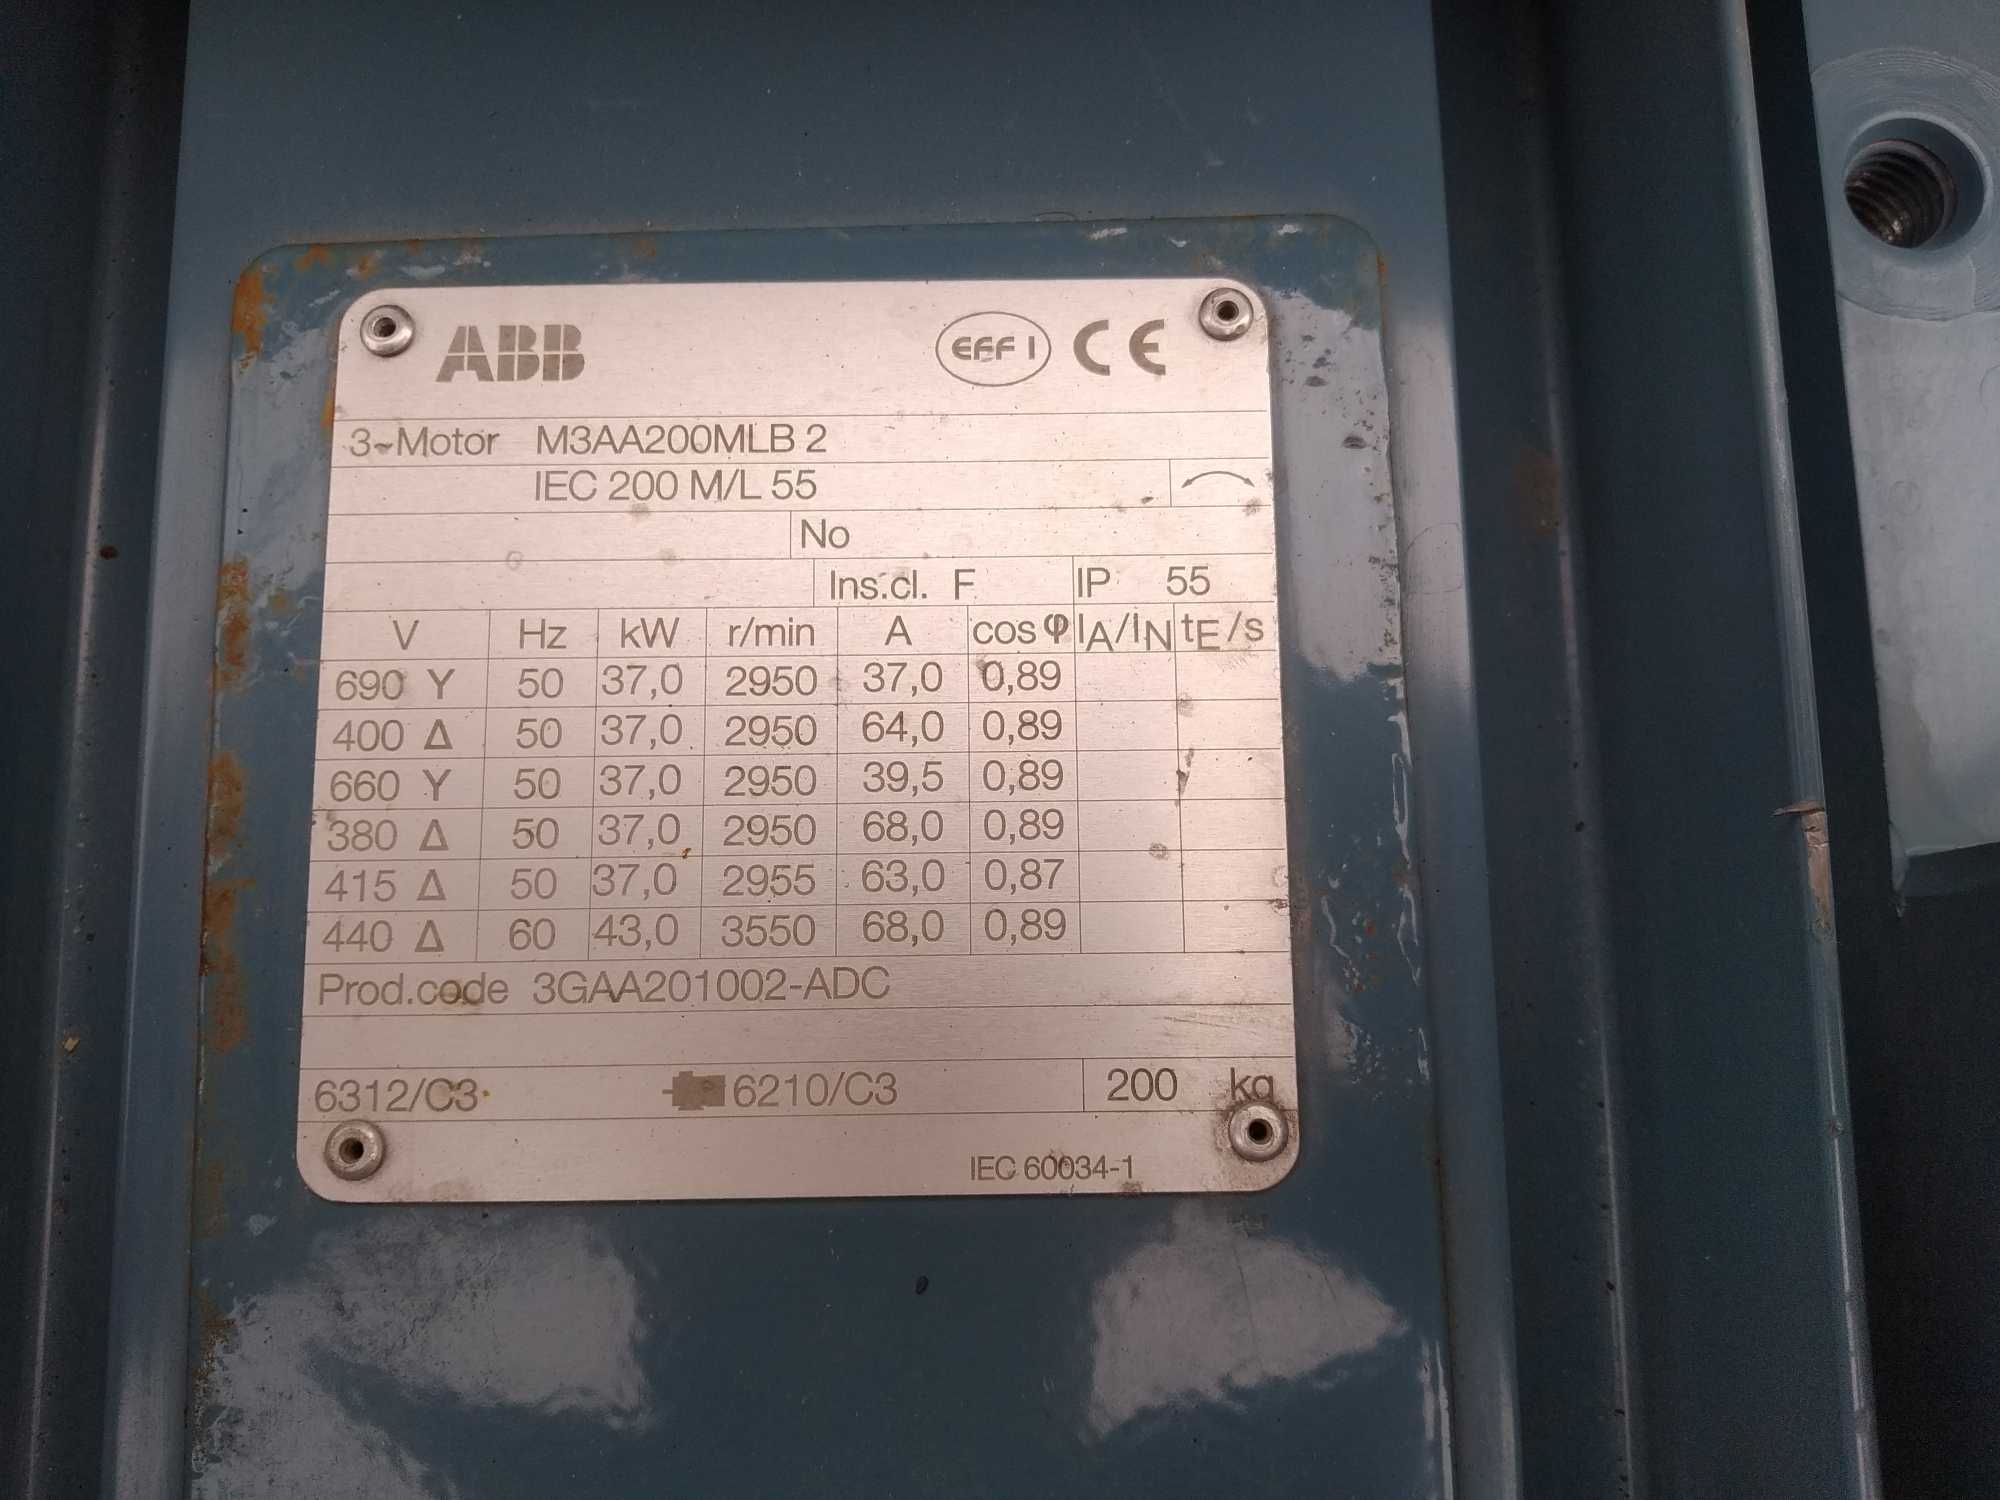 ABB EFF1 CE
3~Motor M3AA200MLB 2
IEC 200 M/L 55
No
Ins.cl. F IP 55
V Hz kW r/min A cos φ IA/IN tE/s
690 Y 50 37,0 2950 37,0 0,89
400 Δ 50 37,0 2950 64,0 0,89
660 Y 50 37,0 2950 39,5 0,89
380 Δ 50 37,0 2950 68,0 0,89
415 Δ 50 37,0 2955 63,0 0,87
440 Δ 60 43,0 3550 68,0 0,89
Prod.code 3GAA201002-ADC
6312/C3 6210/C3 200 kg
IEC 60034-1